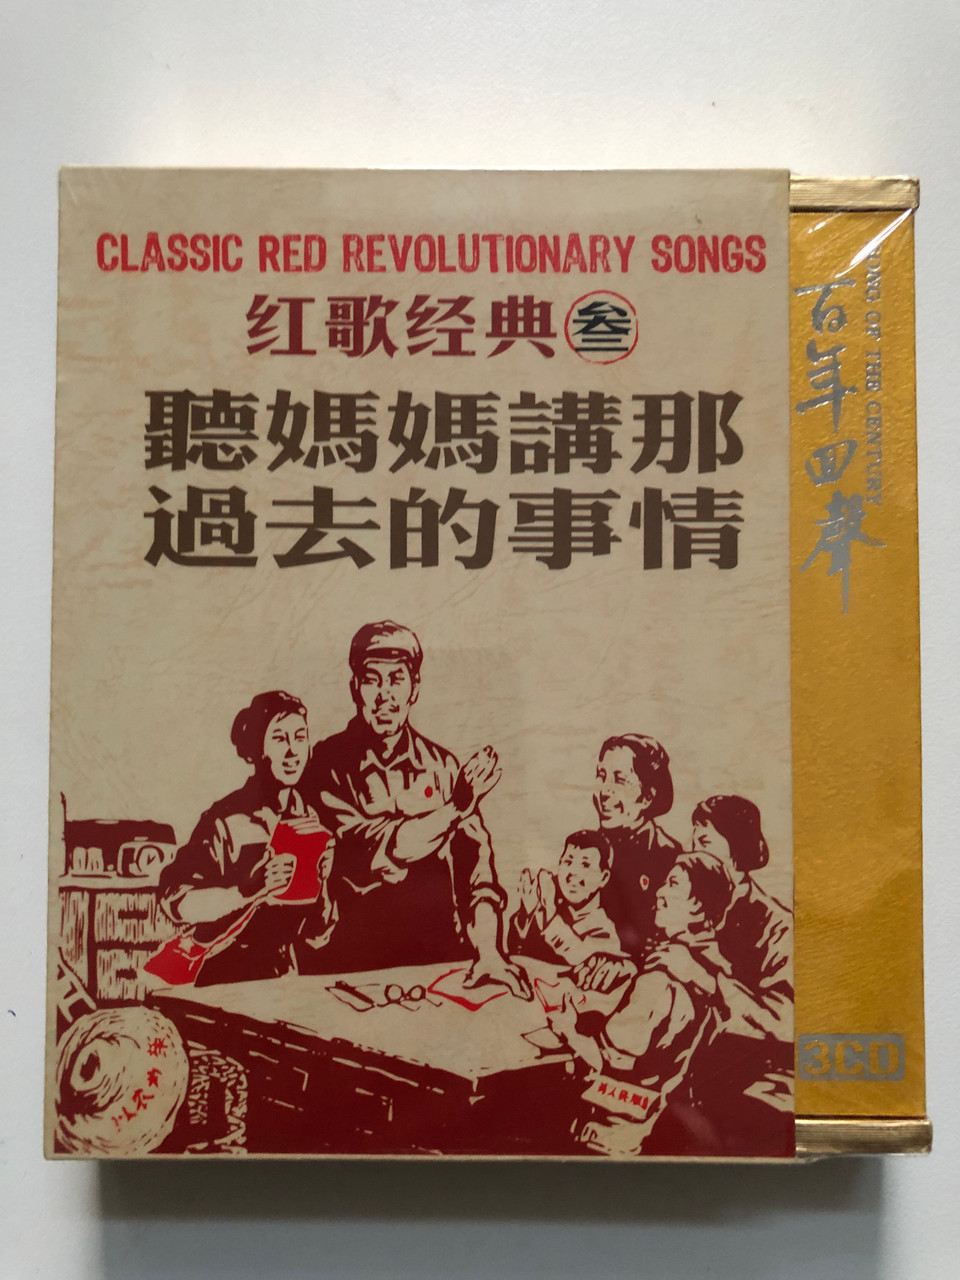 CLASSIC RED REVOLUTIONARY SONGS
红歌经典叁
聽媽媽講那
過去的事情
SONG OF THE CENTURY
百年回聲
3CD